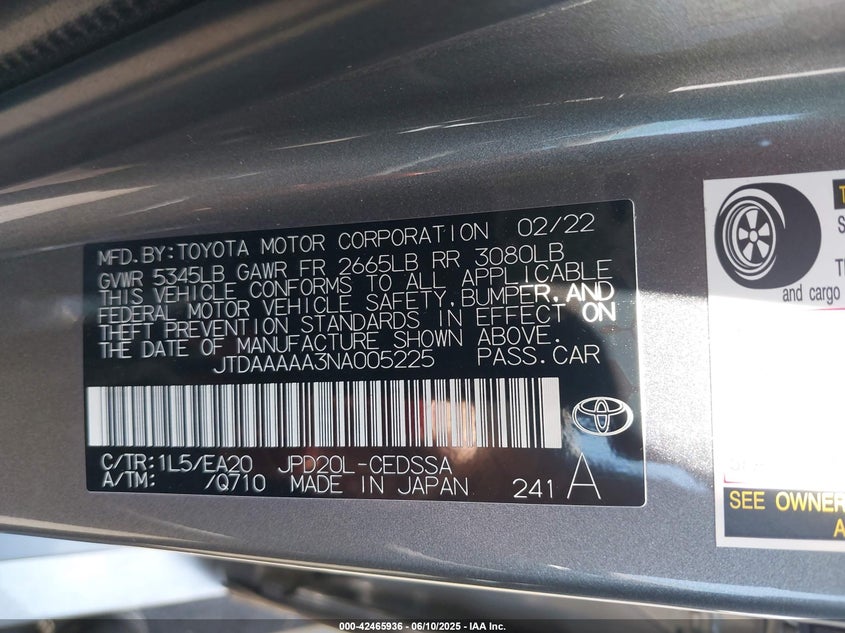 MFD.BY:TOYOTA MOTOR CORPORATION 02/22
GVWR 5345LB GAWR FR 2665LB RR 3080LB
THIS VEHICLE CONFORMS TO ALL APPLICABLE
FEDERAL MOTOR VEHICLE SAFETY, BUMPER, AND
THEFT PREVENTION STANDARDS IN EFFECT ON
THE DATE OF MANUFACTURE SHOWN ABOVE.
JTDAAAAA3NA005225 PASS.CAR
C/TR:1L5/EA20 JPD20L-CEDSSA
A/TM: /Q710 MADE IN JAPAN 241 A
and cargo
SEE OWNER
000-42465936 - 06/10/2025 - IAA Inc.